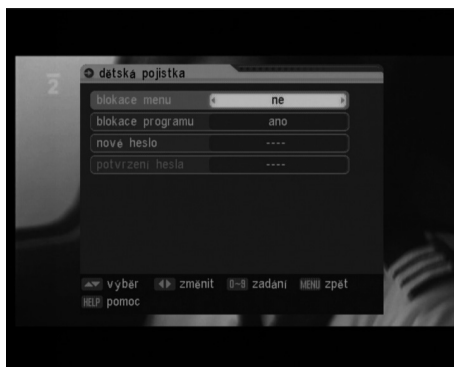 2
dětská pojistka
blokace menu ne
blokace programu ano
nové heslo ----
potvrzení hesla ----
výběr změnit 0~9 zadání MENU zpět
HELP pomoc